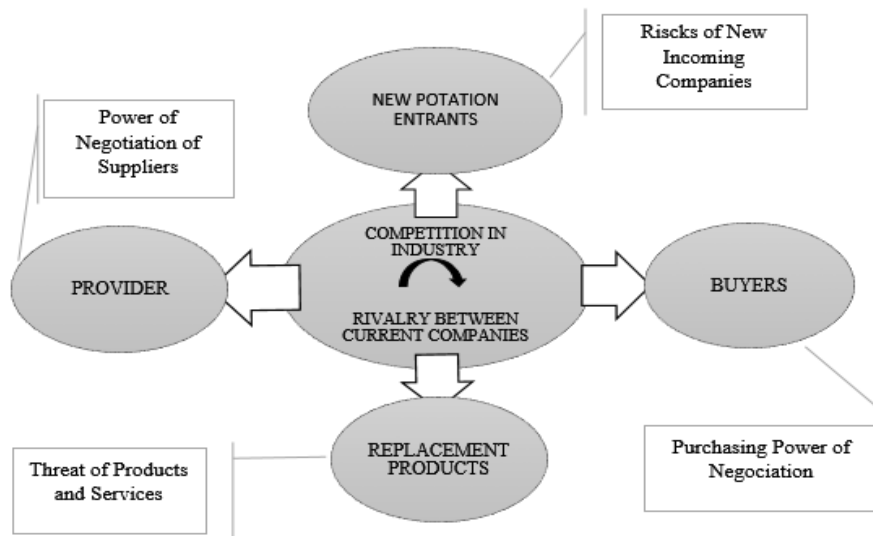 Riscks of New
Incoming
Companies
NEW POTATION
ENTRANTS
Power of
Negotiation of
Suppliers
COMPETITION IN
INDUSTRY
PROVIDER
BUYERS
RIVALRY BETWEEN
CURRENT COMPANIES
REPLACEMENT
PRODUCTS
Threat of Products
and Services
Purchasing Power of
Negociation